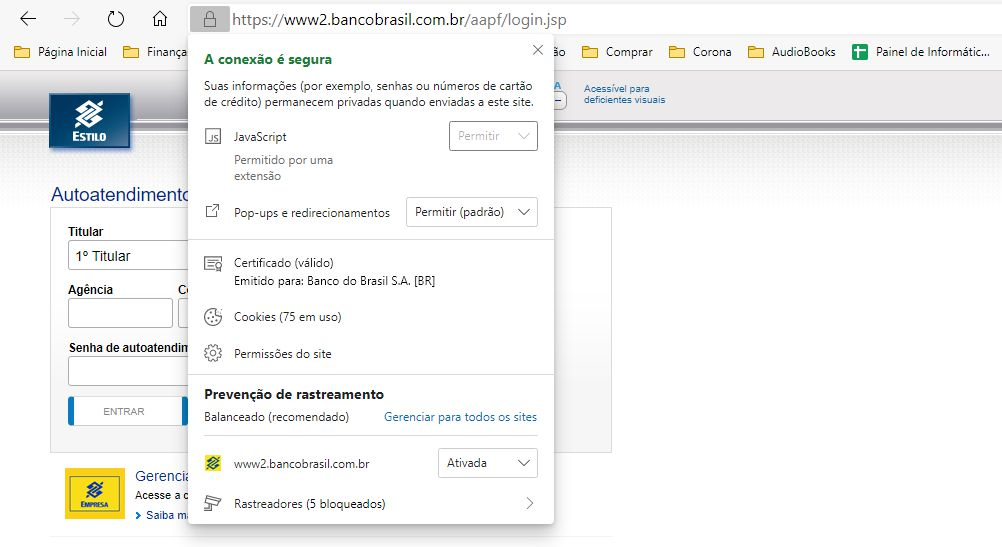 https://www2.bancobrasil.com.br/aapf/login.jsp
Página Inicial
Finanças
ão
Comprar
Corona
AudioBooks
Painel de Informátic...
A conexão é segura
Suas informações (por exemplo, senhas ou números de cartão
de crédito) permanecem privadas quando enviadas a este site.
A
Acessível para
deficientes visuais
ESTILO
JS
JavaScript
Permitir
Permitido por uma
extensão
Autoatendimento
Pop-ups e redirecionamentos
Permitir (padrão)
Titular
1º Titular
Certificado (válido)
Emitido para: Banco do Brasil S.A. [BR]
Agência
Co
Cookies (75 em uso)
Senha de autoatendim
Permissões do site
Prevenção de rastreamento
ENTRAR
Balanceado (recomendado)
Gerenciar para todos os sites
www2.bancobrasil.com.br
Ativada
Gerencia
EMPRESA
Acesse a c
Saiba ma
Rastreadores (5 bloqueados)